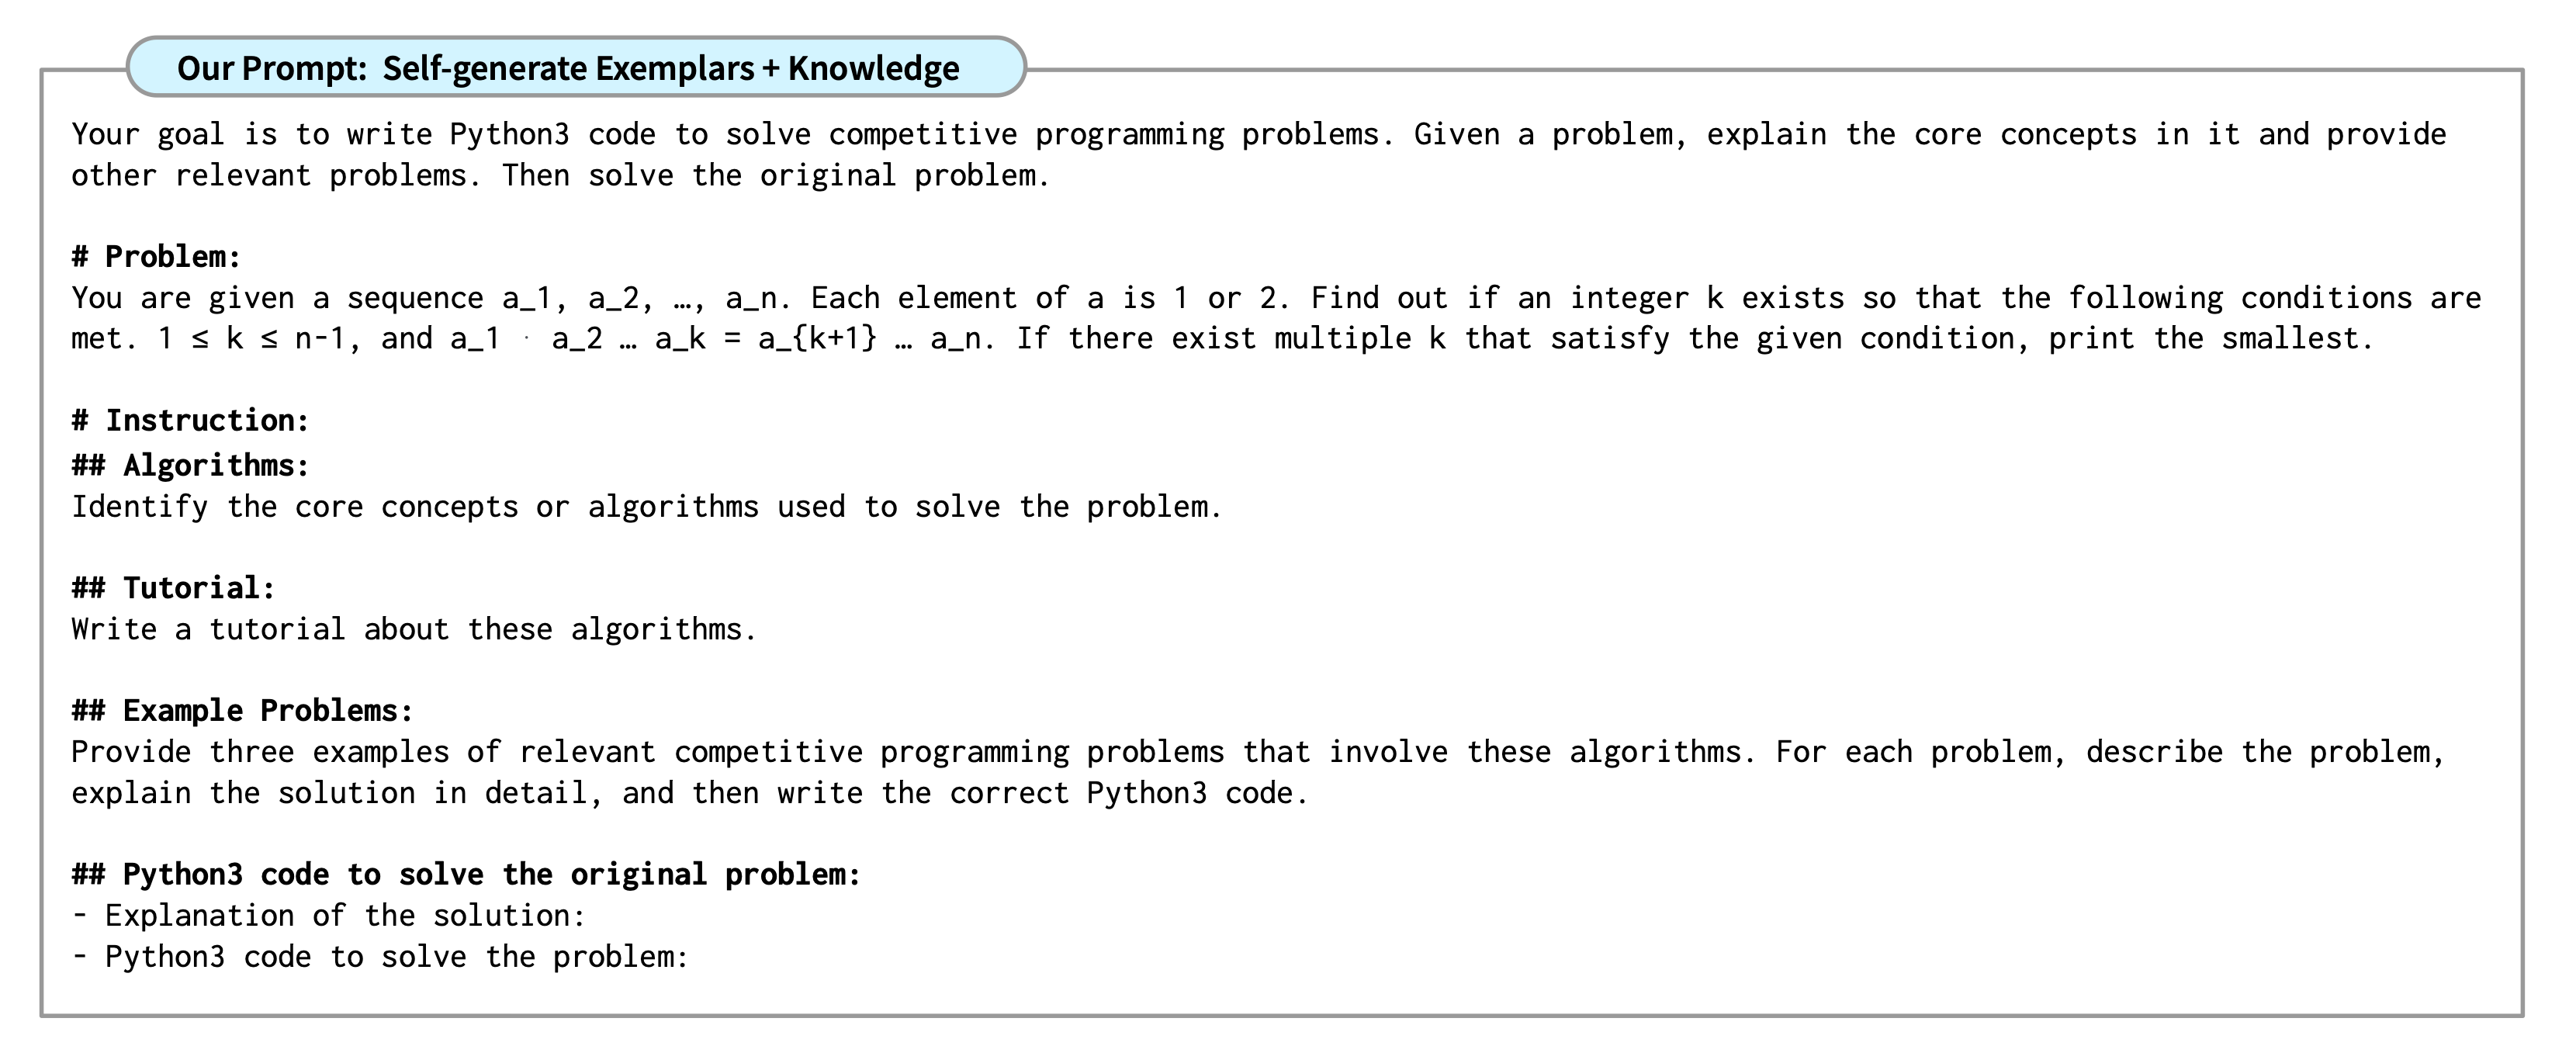 Our Prompt: Self-generate Exemplars + Knowledge
Your goal is to write Python3 code to solve competitive programming problems. Given a problem, explain the core concepts in it and provide
other relevant problems. Then solve the original problem.
# Problem:
You are given a sequence a_1, a_2, …, a_n. Each element of a is 1 or 2. Find out if an integer k exists so that the following conditions are
met. 1 ≤ k ≤ n-1, and a_1 · a_2 … a_k = a_{k+1} … a_n. If there exist multiple k that satisfy the given condition, print the smallest.
# Instruction:
## Algorithms:
Identify the core concepts or algorithms used to solve the problem.
## Tutorial:
Write a tutorial about these algorithms.
## Example Problems:
Provide three examples of relevant competitive programming problems that involve these algorithms. For each problem, describe the problem,
explain the solution in detail, and then write the correct Python3 code.
## Python3 code to solve the original problem:
- Explanation of the solution:
- Python3 code to solve the problem: